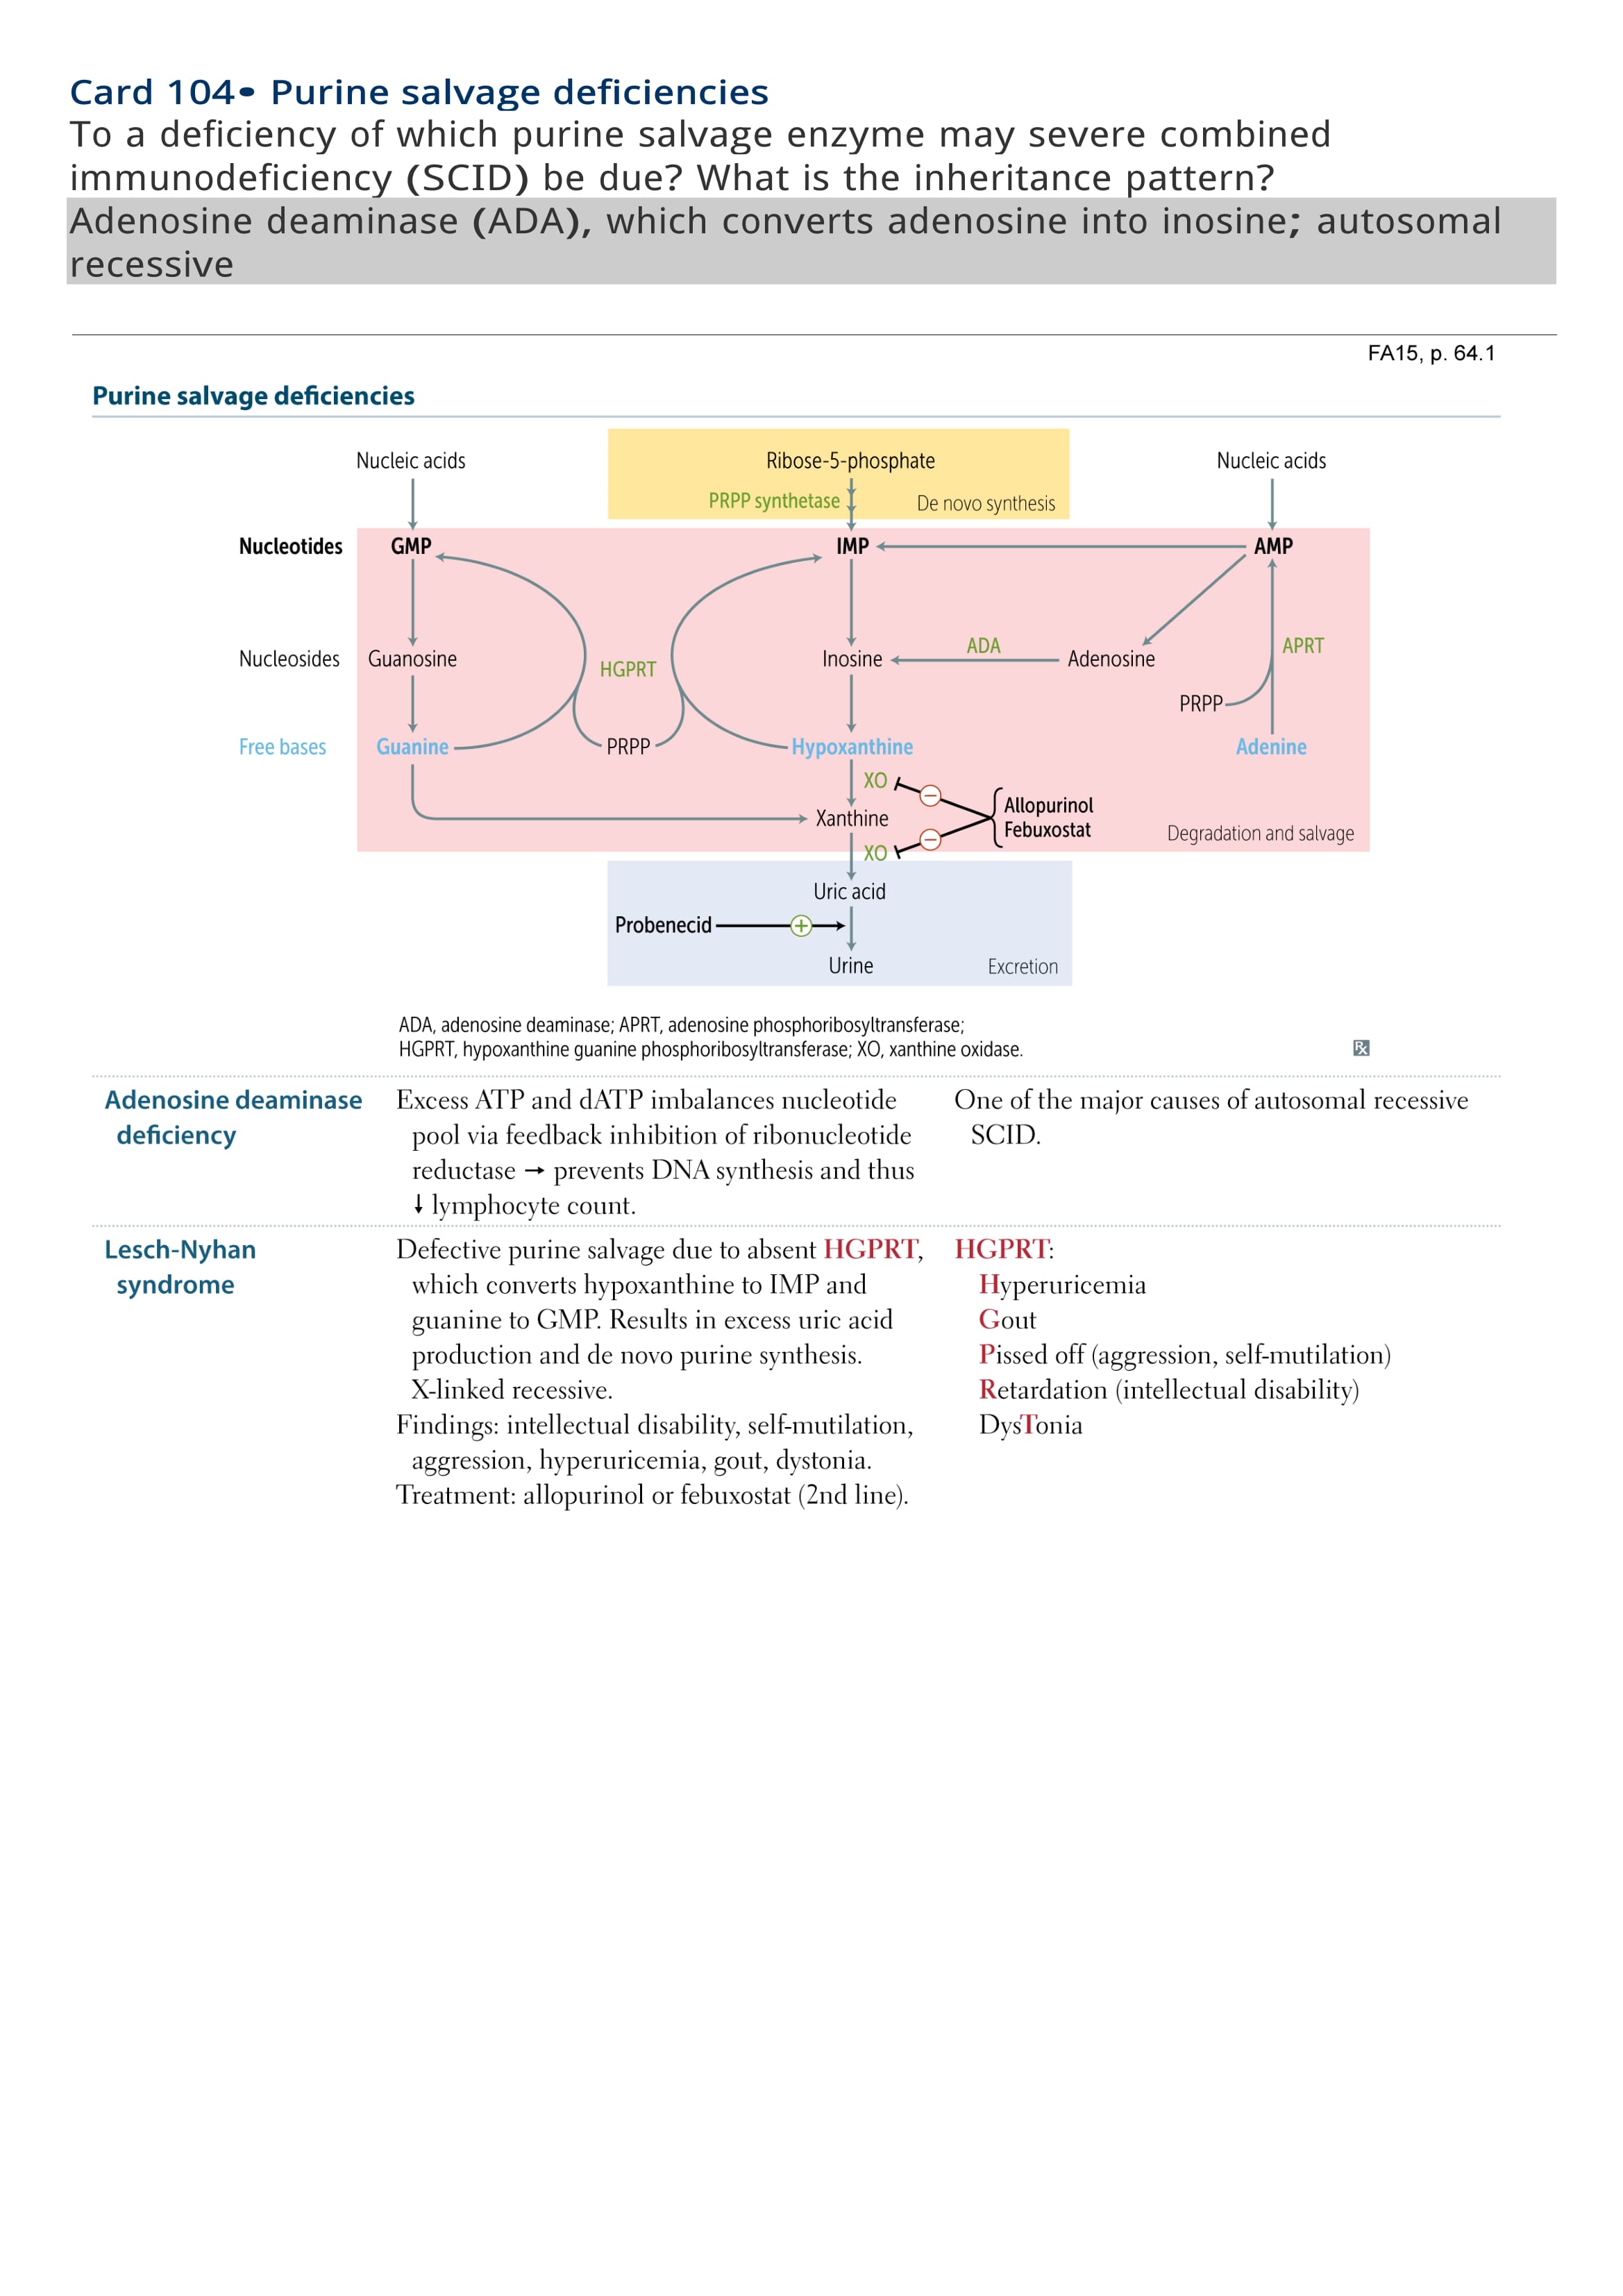 Card 104• Purine salvage deficiencies
To a deficiency of which purine salvage enzyme may severe combined
immunodeficiency (SCID) be due? What is the inheritance pattern?
Adenosine deaminase (ADA), which converts adenosine into inosine; autosomal
recessive
FA15, p. 64.1
Purine salvage deficiencies
Nucleic acids
Ribose-5-phosphate
Nucleic acids
PRPP synthetase
De novo synthesis
Nucleotides
GMP
IMP
AMP
Nucleosides
Guanosine
HGPRT
Inosine
ADA
Adenosine
APRT
PRPP
Free bases
Guanine
PRPP
Hypoxanthine
Adenine
XO
−
Allopurinol
Febuxostat
Xanthine
−
Degradation and salvage
XO
Uric acid
Probenecid
+
Urine
Excretion
ADA, adenosine deaminase; APRT, adenosine phosphoribosyltransferase;
HGPRT, hypoxanthine guanine phosphoribosyltransferase; XO, xanthine oxidase.
Rx
Adenosine deaminase
deficiency
Excess ATP and dATP imbalances nucleotide
pool via feedback inhibition of ribonucleotide
reductase → prevents DNA synthesis and thus
↓ lymphocyte count.
One of the major causes of autosomal recessive
SCID.
Lesch-Nyhan
syndrome
Defective purine salvage due to absent HGPRT,
which converts hypoxanthine to IMP and
guanine to GMP. Results in excess uric acid
production and de novo purine synthesis.
X-linked recessive.
Findings: intellectual disability, self-mutilation,
aggression, hyperuricemia, gout, dystonia.
Treatment: allopurinol or febuxostat (2nd line).
HGPRT:
Hyperuricemia
Gout
Pissed off (aggression, self-mutilation)
Retardation (intellectual disability)
DysTonia